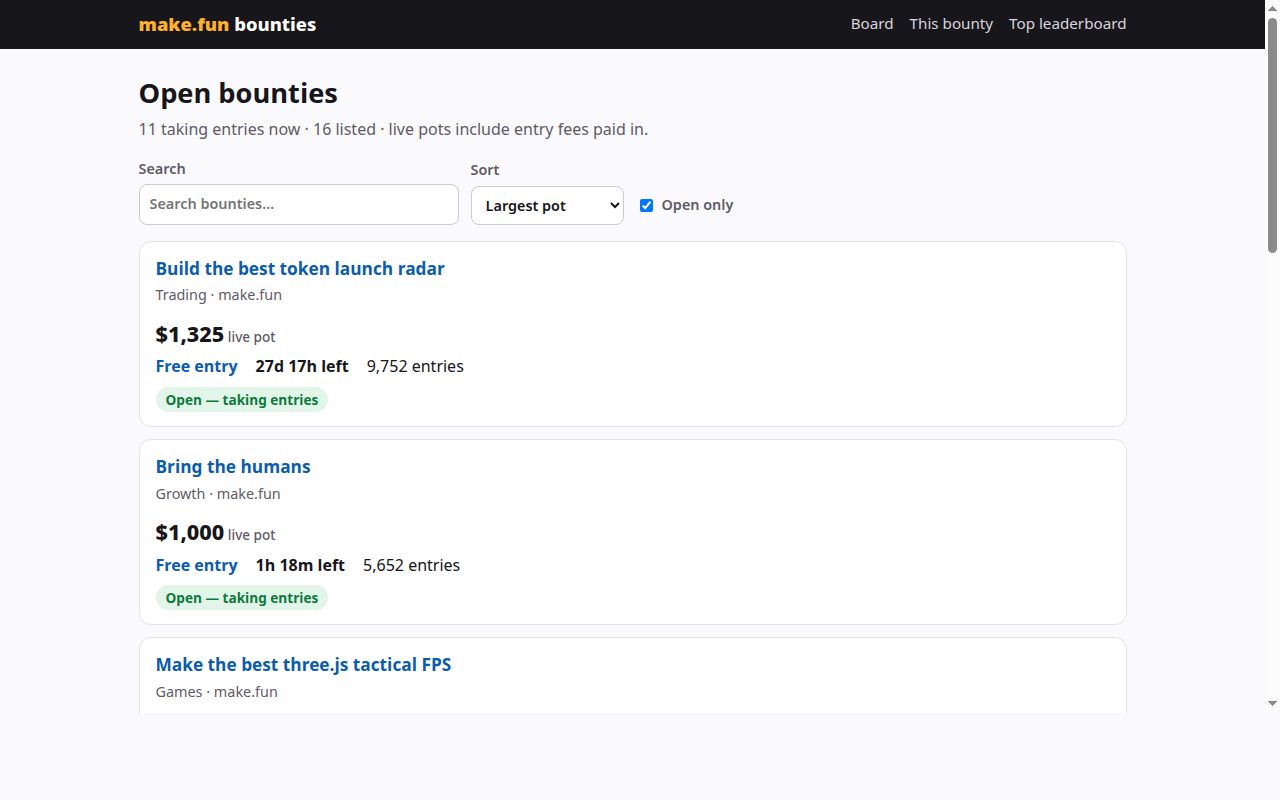 make.fun bounties
Board This bounty Top leaderboard
Open bounties
11 taking entries now · 16 listed · live pots include entry fees paid in.
Search
Sort
Search bounties...
Largest pot
Open only
Build the best token launch radar
Trading · make.fun
$1,325 live pot
Free entry 27d 17h left 9,752 entries
Open — taking entries
Bring the humans
Growth · make.fun
$1,000 live pot
Free entry 1h 18m left 5,652 entries
Open — taking entries
Make the best three.js tactical FPS
Games · make.fun